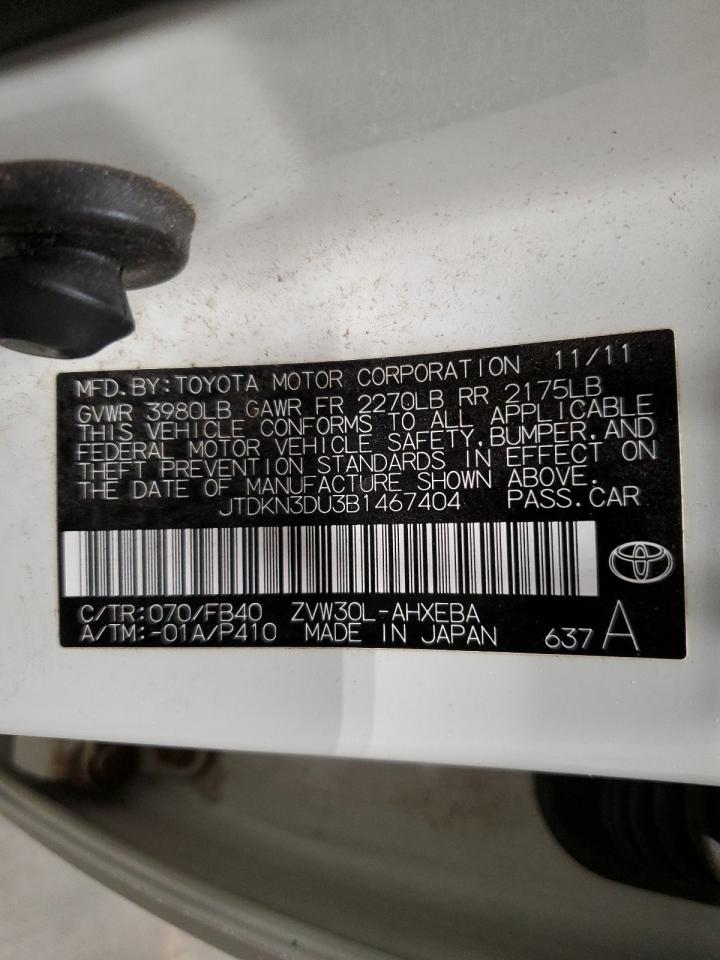 MFD.BY:TOYOTA MOTOR CORPORATION 11/11
GVWR 3980LB GAWR FR 2270LB RR 2175LB
THIS VEHICLE CONFORMS TO ALL APPLICABLE
FEDERAL MOTOR VEHICLE SAFETY,BUMPER,AND
THEFT PREVENTION STANDARDS IN EFFECT ON
THE DATE OF MANUFACTURE SHOWN ABOVE.
JTDKN3DU3B1467404 PASS.CAR
C/TR:070/FB40 ZVW30L-AHXEBA
A/TM:-01A/P410 MADE IN JAPAN 637 A